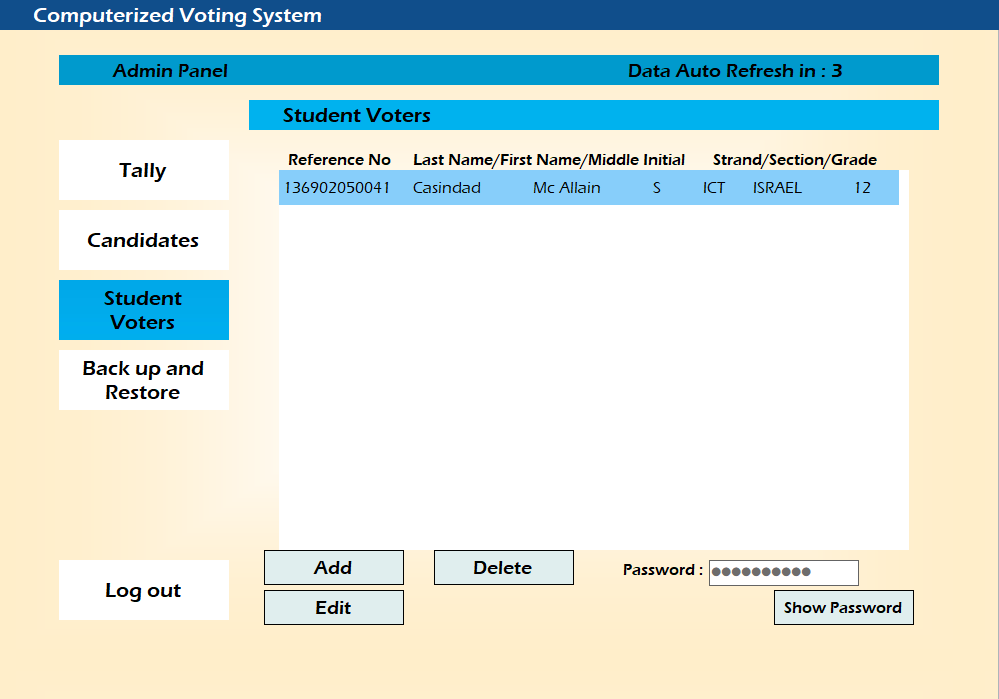 Computerized Voting System
Admin Panel Data Auto Refresh in : 3
Student Voters
Reference No Last Name/First Name/Middle Initial Strand/Section/Grade
136902050041 Casindad Mc Allain S ICT ISRAEL 12
Tally
Candidates
Student
Voters
Back up and
Restore
Log out
Add Delete Password : ●●●●●●●●●●
Edit Show Password